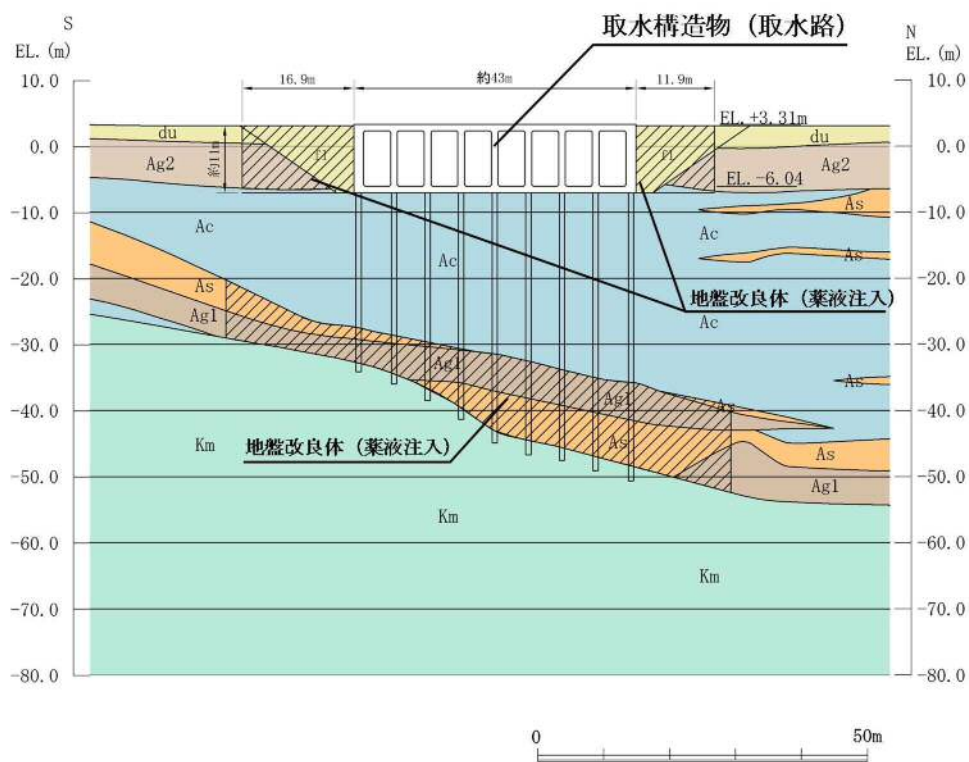 取水構造物（取水路）
S
EL.(m)
N
EL.(m)
10.0
0.0
-10.0
-20.0
-30.0
-40.0
-50.0
-60.0
-70.0
-80.0
10.0
0.0
-10.0
-20.0
-30.0
-40.0
-50.0
-60.0
-70.0
-80.0
16.9m
約43m
11.9m
EL.+3.31m
du
fl
fl
du
約11m
Ag2
Ag2
EL.-6.04
As
Ac
Ac
Ac
As
地盤改良体（薬液注入）
As
Ac
Ag1
Ag1
As
Ag1
As
地盤改良体（薬液注入）
As
As
Ag1
Km
Km
Km
0
50m